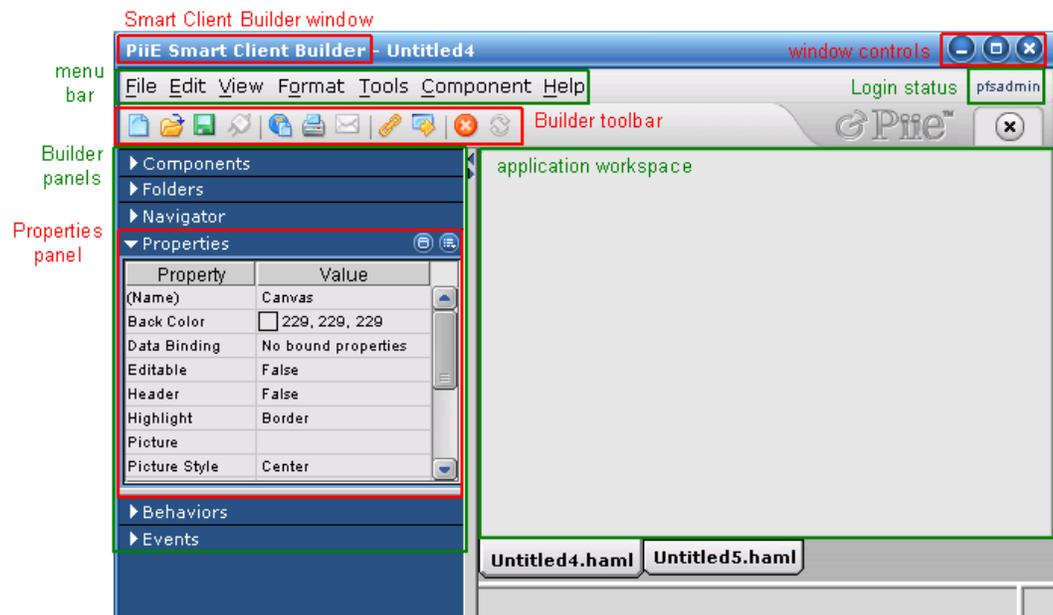 Smart Client Builder window
PiiE Smart Client Builder - Untitled4
window controls
menu bar
File Edit View Format Tools Component Help
Login status
pfsadmin
Builder toolbar
Piie™
Builder panels
Components
application workspace
Folders
Navigator
Properties panel
Properties
Property Value
(Name) Canvas
Back Color 229, 229, 229
Data Binding No bound properties
Editable False
Header False
Highlight Border
Picture
Picture Style Center
Behaviors
Events
Untitled4.haml Untitled5.haml